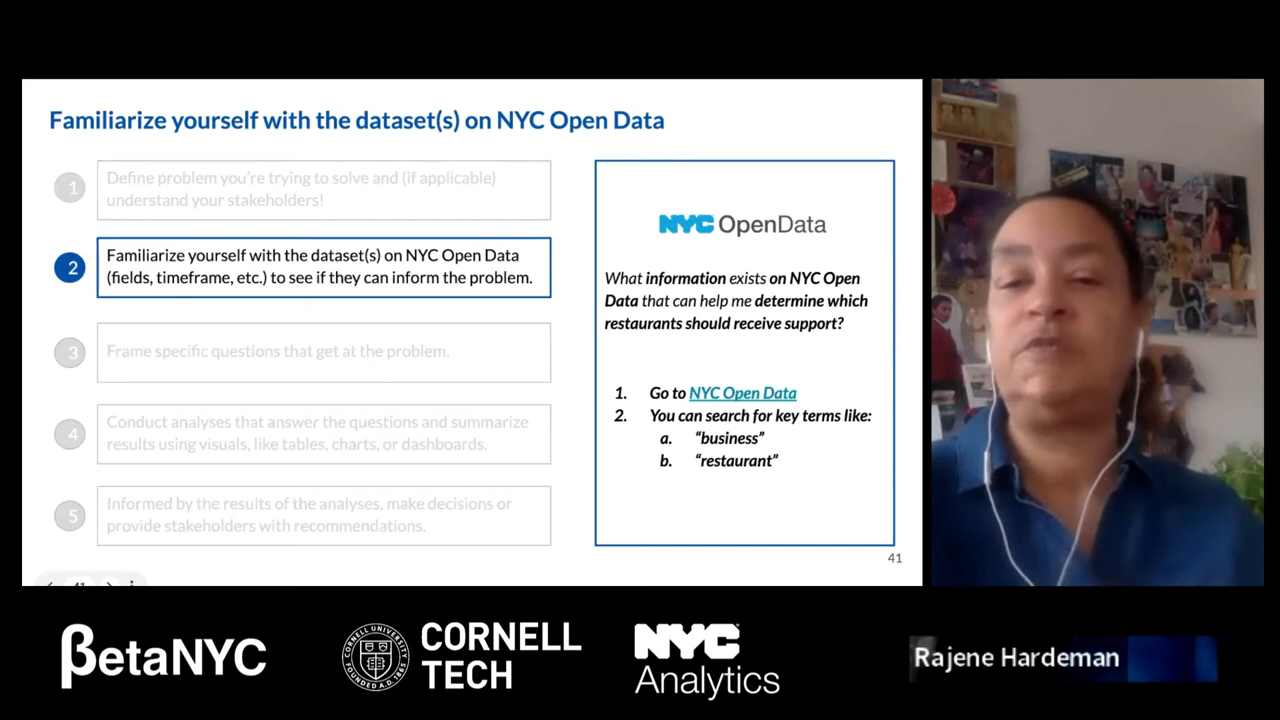 Familiarize yourself with the dataset(s) on NYC Open Data
1
Define problem you're trying to solve and (if applicable)
understand your stakeholders!
2
Familiarize yourself with the dataset(s) on NYC Open Data
(fields, timeframe, etc.) to see if they can inform the problem.
3
Frame specific questions that get at the problem.
4
Conduct analyses that answer the questions and summarize
results using visuals, like tables, charts, or dashboards.
5
Informed by the results of the analyses, make decisions or
provide stakeholders with recommendations.
NYC OpenData
What information exists on NYC Open
Data that can help me determine which
restaurants should receive support?
1. Go to NYC Open Data
2. You can search for key terms like:
a. “business”
b. “restaurant”
41
βetaNYC
CORNELL
TECH
NYC
Analytics
Rajene Hardeman